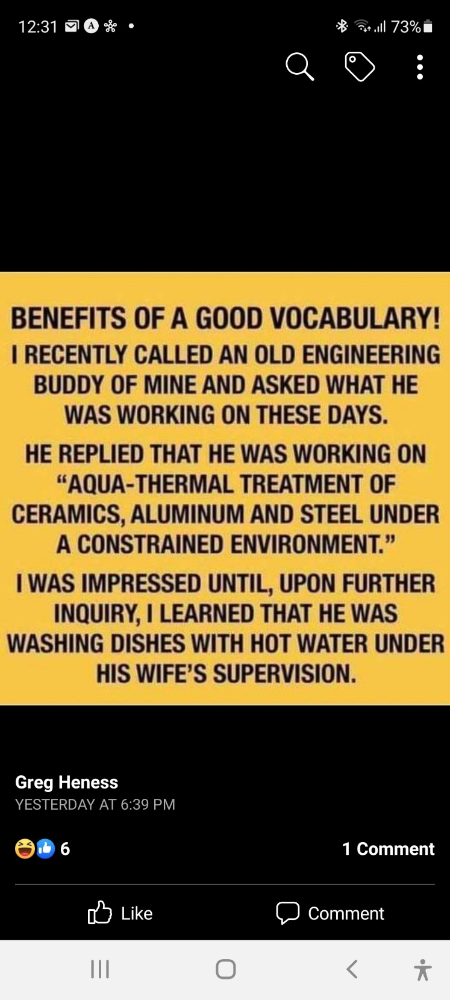 12:31 A 73%
BENEFITS OF A GOOD VOCABULARY!
I RECENTLY CALLED AN OLD ENGINEERING
BUDDY OF MINE AND ASKED WHAT HE
WAS WORKING ON THESE DAYS.
HE REPLIED THAT HE WAS WORKING ON
“AQUA-THERMAL TREATMENT OF
CERAMICS, ALUMINUM AND STEEL UNDER
A CONSTRAINED ENVIRONMENT.”
I WAS IMPRESSED UNTIL, UPON FURTHER
INQUIRY, I LEARNED THAT HE WAS
WASHING DISHES WITH HOT WATER UNDER
HIS WIFE’S SUPERVISION.
Greg Heness
YESTERDAY AT 6:39 PM
6 1 Comment
Like Comment